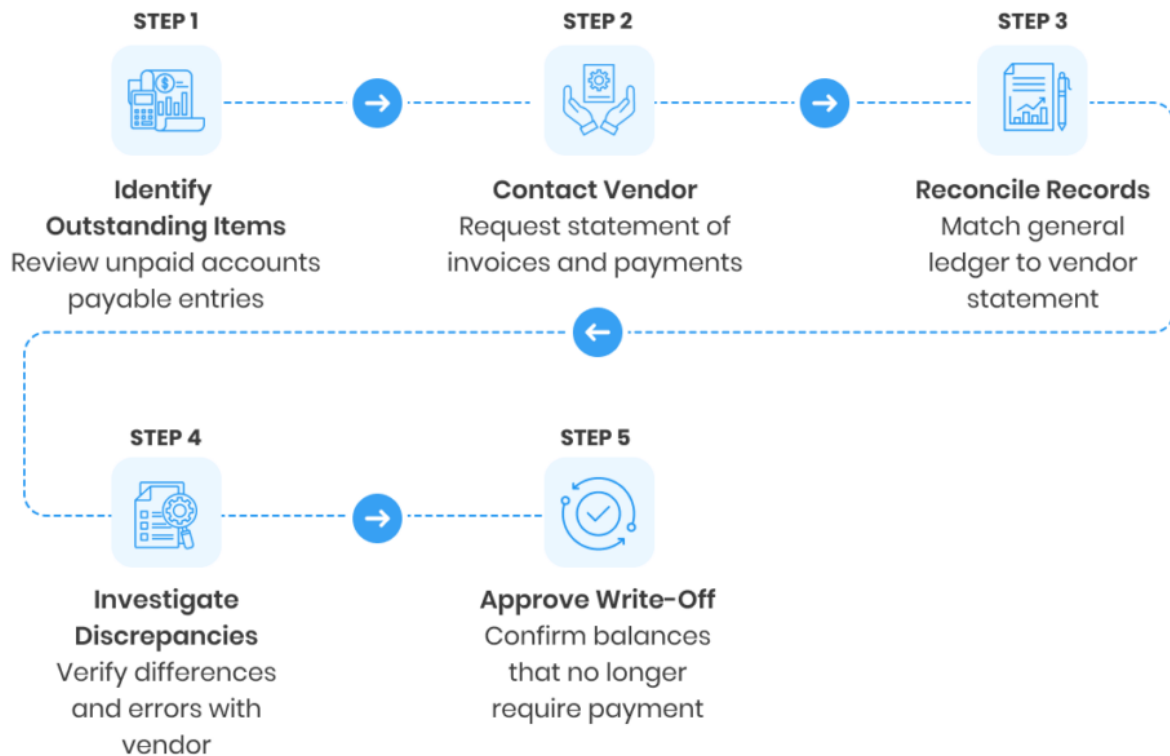 STEP 1
STEP 2
STEP 3
$
Identify
Outstanding Items
Review unpaid accounts
payable entries
Contact Vendor
Request statement of
invoices and payments
Reconcile Records
Match general
ledger to vendor
statement
STEP 4
STEP 5
Investigate
Discrepancies
Verify differences
and errors with
vendor
Approve Write-Off
Confirm balances
that no longer
require payment